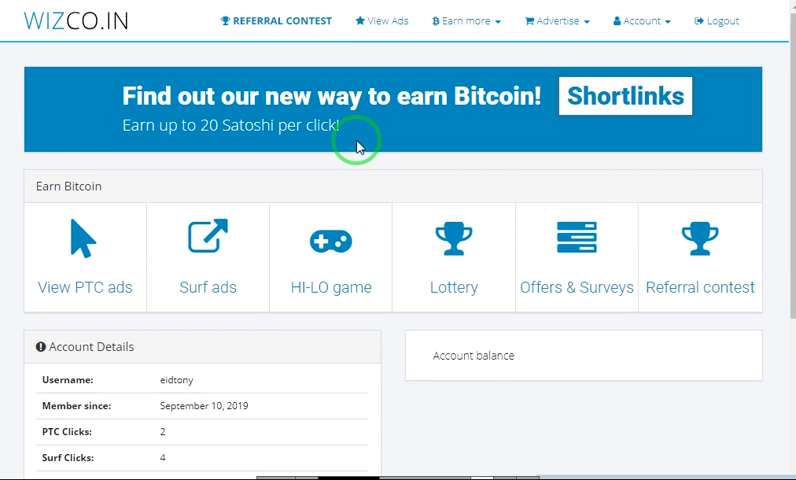 WIZCO.IN
REFERRAL CONTEST View Ads Earn more Advertise Account Logout
Find out our new way to earn Bitcoin! Shortlinks
Earn up to 20 Satoshi per click!
Earn Bitcoin
View PTC ads Surf ads HI-LO game Lottery Offers & Surveys Referral contest
Account Details
Account balance
Username: eidtony
Member since: September 10, 2019
PTC Clicks: 2
Surf Clicks: 4